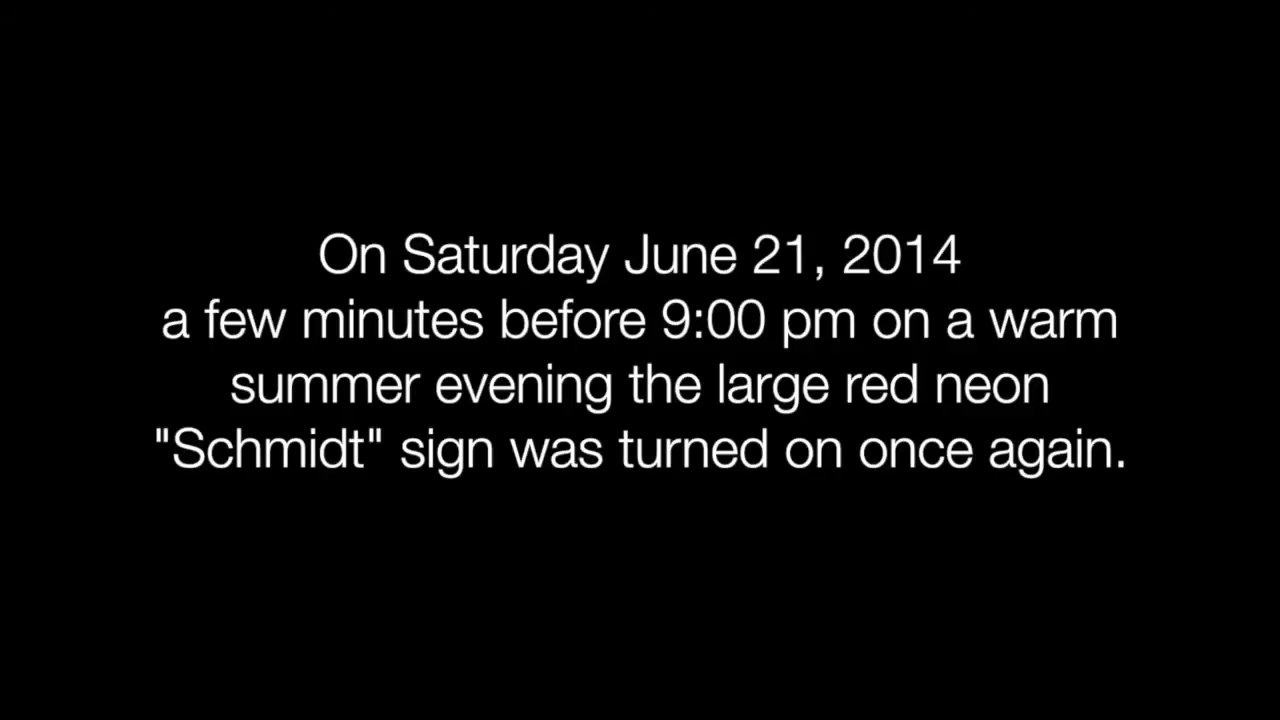 On Saturday June 21, 2014
a few minutes before 9:00 pm on a warm
summer evening the large red neon
"Schmidt" sign was turned on once again.